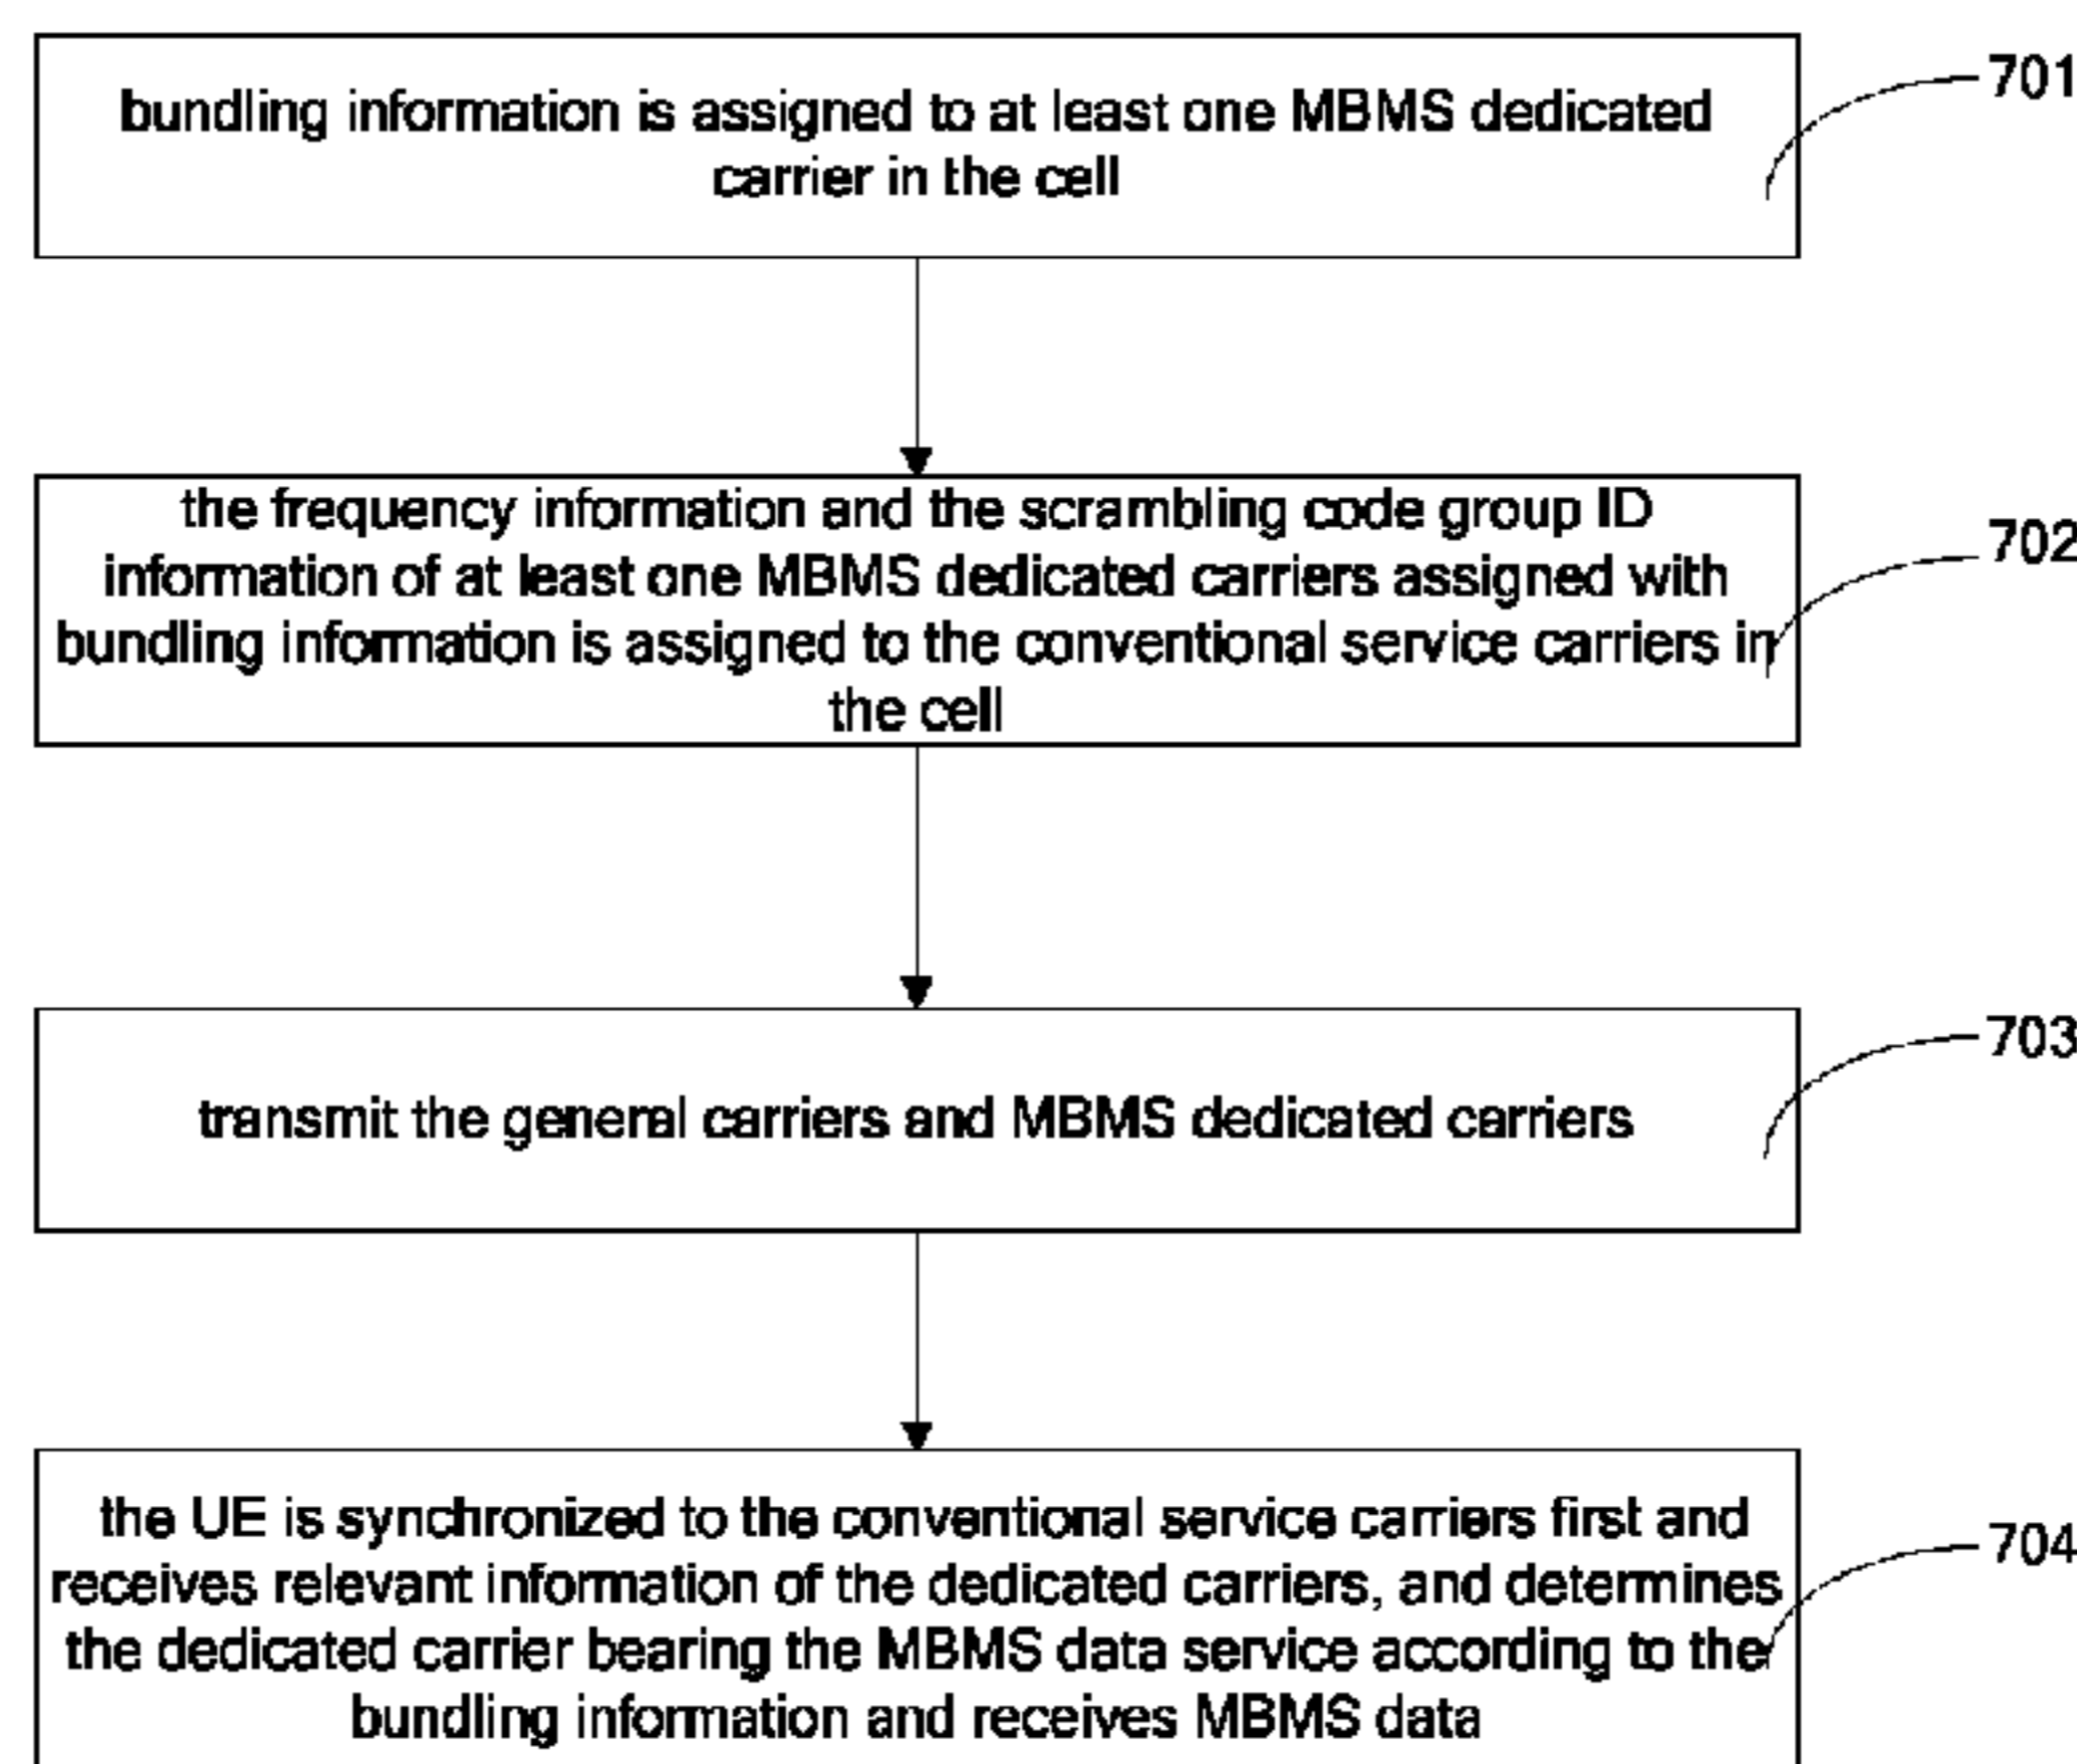 bundling information is assigned to at least one MBMS dedicated
carrier in the cell
701
the frequency information and the scrambling code group ID
information of at least one MBMS dedicated carriers assigned with
bundling information is assigned to the conventional service carriers in
the cell
702
transmit the general carriers and MBMS dedicated carriers
703
the UE is synchronized to the conventional service carriers first and
receives relevant information of the dedicated carriers, and determines
the dedicated carrier bearing the MBMS data service according to the
bundling information and receives MBMS data
704